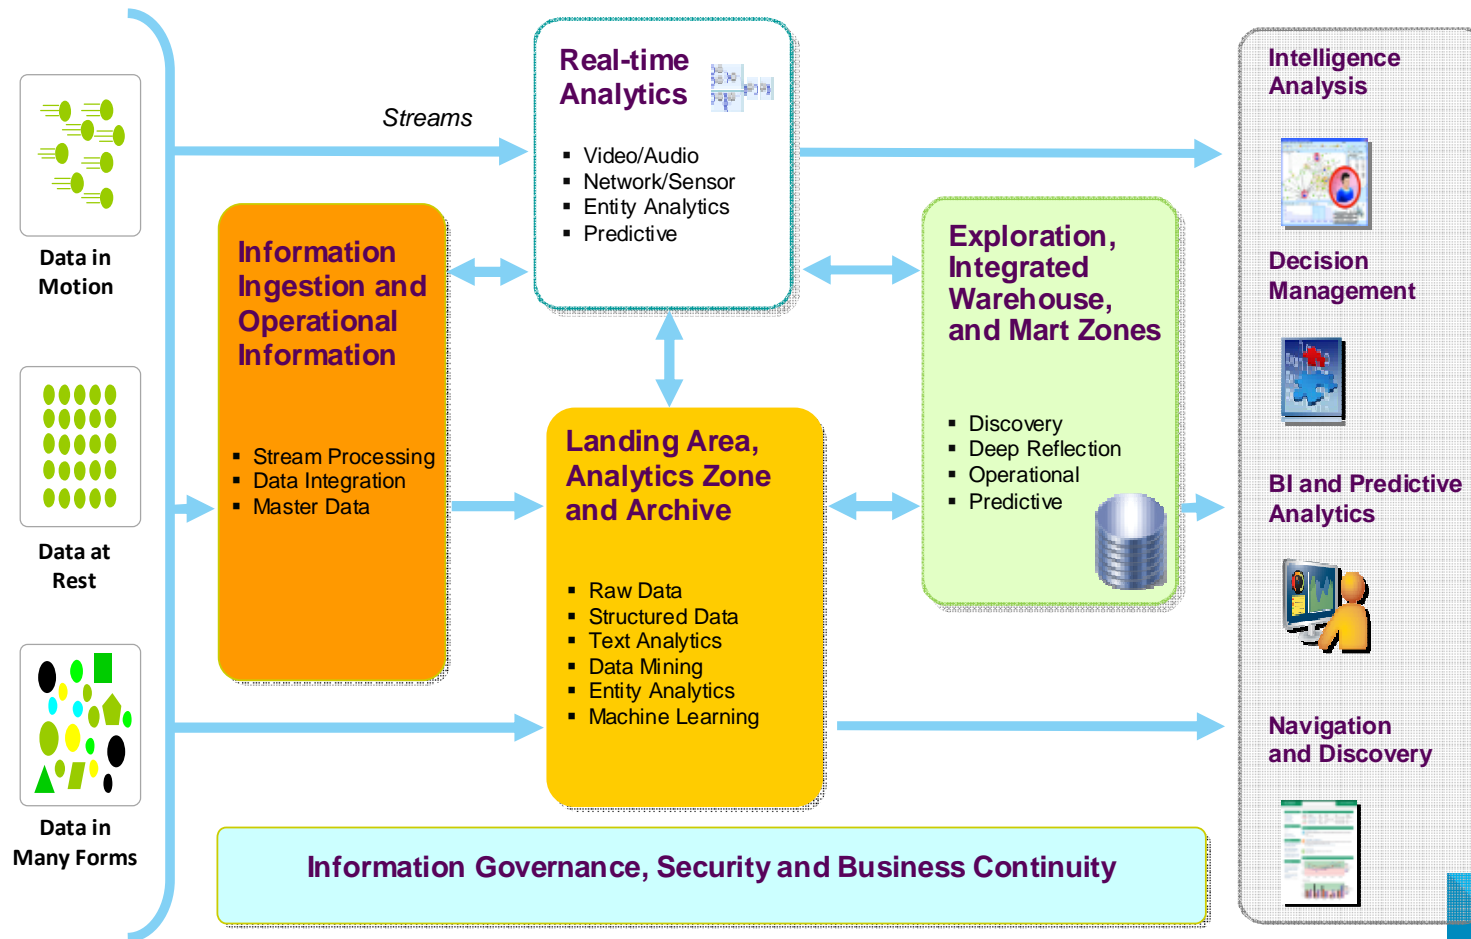 Data in
Motion
Data at
Rest
Data in
Many Forms
Streams
Information
Ingestion and
Operational
Information
▪ Stream Processing
▪ Data Integration
▪ Master Data
Real-time
Analytics
▪ Video/Audio
▪ Network/Sensor
▪ Entity Analytics
▪ Predictive
Landing Area,
Analytics Zone
and Archive
▪ Raw Data
▪ Structured Data
▪ Text Analytics
▪ Data Mining
▪ Entity Analytics
▪ Machine Learning
Exploration,
Integrated
Warehouse,
and Mart Zones
▪ Discovery
▪ Deep Reflection
▪ Operational
▪ Predictive
Intelligence
Analysis
Decision
Management
BI and Predictive
Analytics
Navigation
and Discovery
Information Governance, Security and Business Continuity